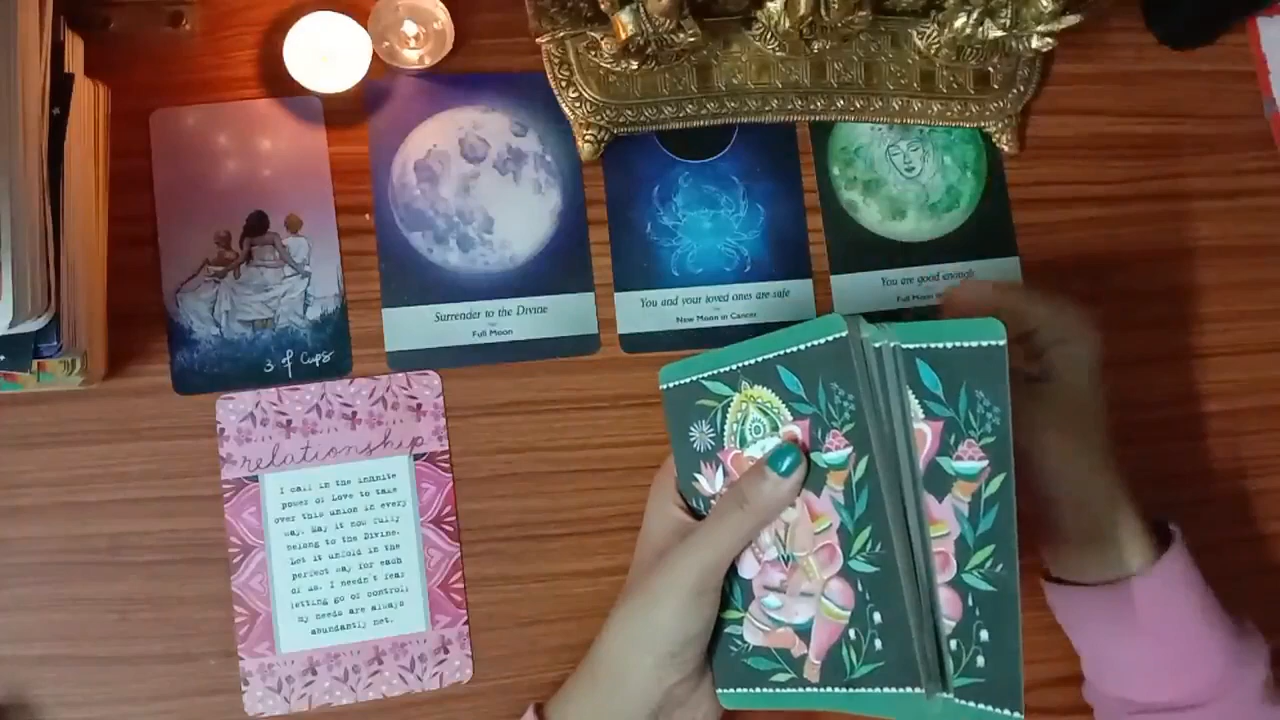 3 of Cups
Surrender to the Divine
Full Moon
You and your loved ones are safe
New Moon in Cancer
You are good enough
Full Moon in
relationship
I call in the infinite
power of Love to take
over this union in every
way. May it now fully
belong to the Divine.
Let it unfold in the
perfect way for each
of us. I needn't fear
letting go of control;
my needs are always
abundantly met.